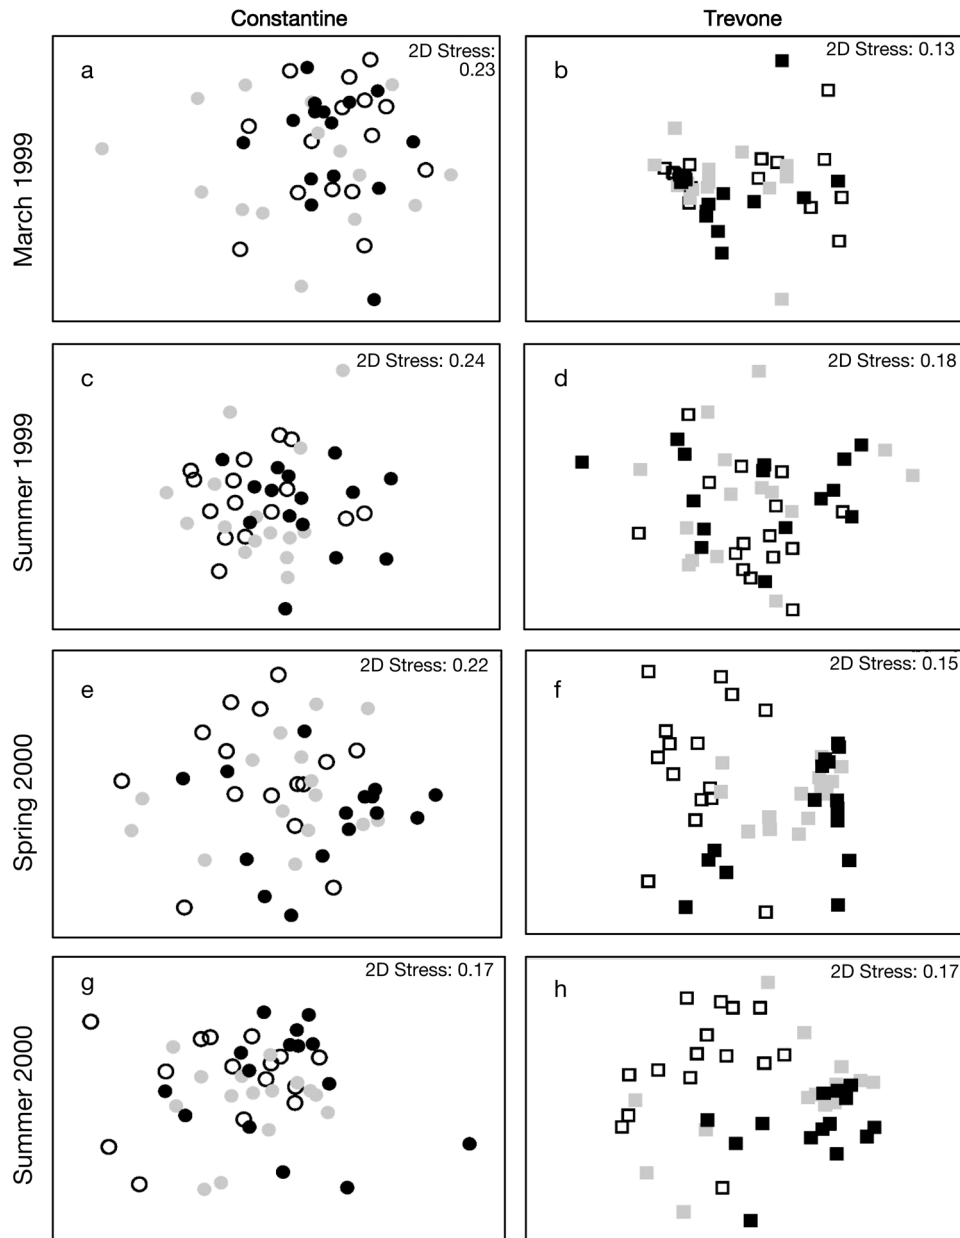 Constantine
Trevone
March 1999
a
2D Stress:
0.23
b
2D Stress: 0.13
Summer 1999
c
2D Stress: 0.24
d
2D Stress: 0.18
Spring 2000
e
2D Stress: 0.22
f
2D Stress: 0.15
Summer 2000
g
2D Stress: 0.17
h
2D Stress: 0.17